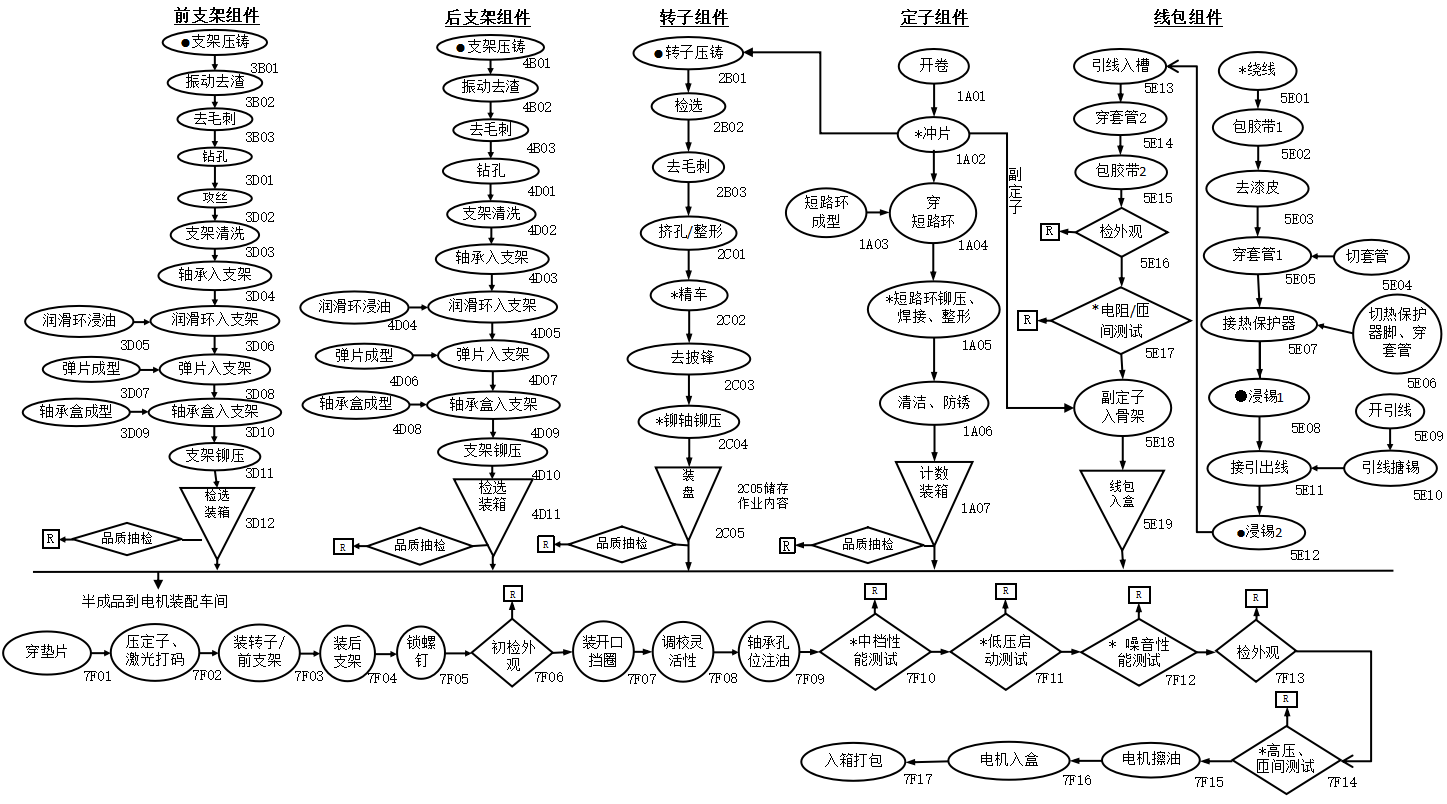 前支架组件
●支架压铸
3B01
振动去渣
3B02
去毛刺
3B03
钻孔
3D01
攻丝
3D02
支架清洗
3D03
轴承入支架
3D04
润滑环浸油
3D05
润滑环入支架
3D06
弹片成型
3D07
弹片入支架
3D08
轴承盒成型
3D09
轴承盒入支架
3D10
支架铆压
3D11
检选
装箱
3D12
品质抽检
R
后支架组件
●支架压铸
4B01
振动去渣
4B02
去毛刺
4B03
钻孔
4D01
支架清洗
4D02
轴承入支架
4D03
润滑环浸油
4D04
润滑环入支架
4D05
弹片成型
4D06
弹片入支架
4D07
轴承盒成型
4D08
轴承盒入支架
4D09
支架铆压
4D10
检选
装箱
4D11
品质抽检
R
转子组件
●转子压铸
2B01
检选
2B02
去毛刺
2B03
挤孔/整形
2C01
*精车
2C02
去披锋
2C03
*铆轴铆压
2C04
装
盘
2C05储存
作业内容
2C05
品质抽检
R
定子组件
开卷
1A01
*冲片
1A02
副定子
短路环
成型
1A03
穿
短路环
1A04
*短路环铆压、
焊接、整形
1A05
清洁、防锈
1A06
计数
装箱
1A07
品质抽检
R
线包组件
引线入槽
5E13
穿套管2
5E14
包胶带2
5E15
检外观
R
5E16
*电阻/匝
间测试
R
5E17
副定子
入骨架
5E18
线包
入盒
5E19
*绕线
5E01
包胶带1
5E02
去漆皮
5E03
穿套管1
5E05
切套管
5E04
接热保护器
5E07
切热保护
器脚、穿
套管
5E06
●浸锡1
5E08
开引线
5E09
接引出线
5E11
引线搪锡
5E10
●浸锡2
5E12
半成品到电机装配车间
穿垫片
7F01
压定子、
激光打码
7F02
装转子/
前支架
7F03
装后
支架
7F04
锁螺
钉
7F05
R
初检外
观
7F06
装开口
挡圈
7F07
调校灵
活性
7F08
轴承孔
位注油
7F09
R
*中档性
能测试
7F10
R
*低压启
动测试
7F11
R
* 噪音性
能测试
7F12
R
检外观
7F13
R
*高压、
匝间测试
7F14
电机擦油
7F15
电机入盒
7F16
入箱打包
7F17